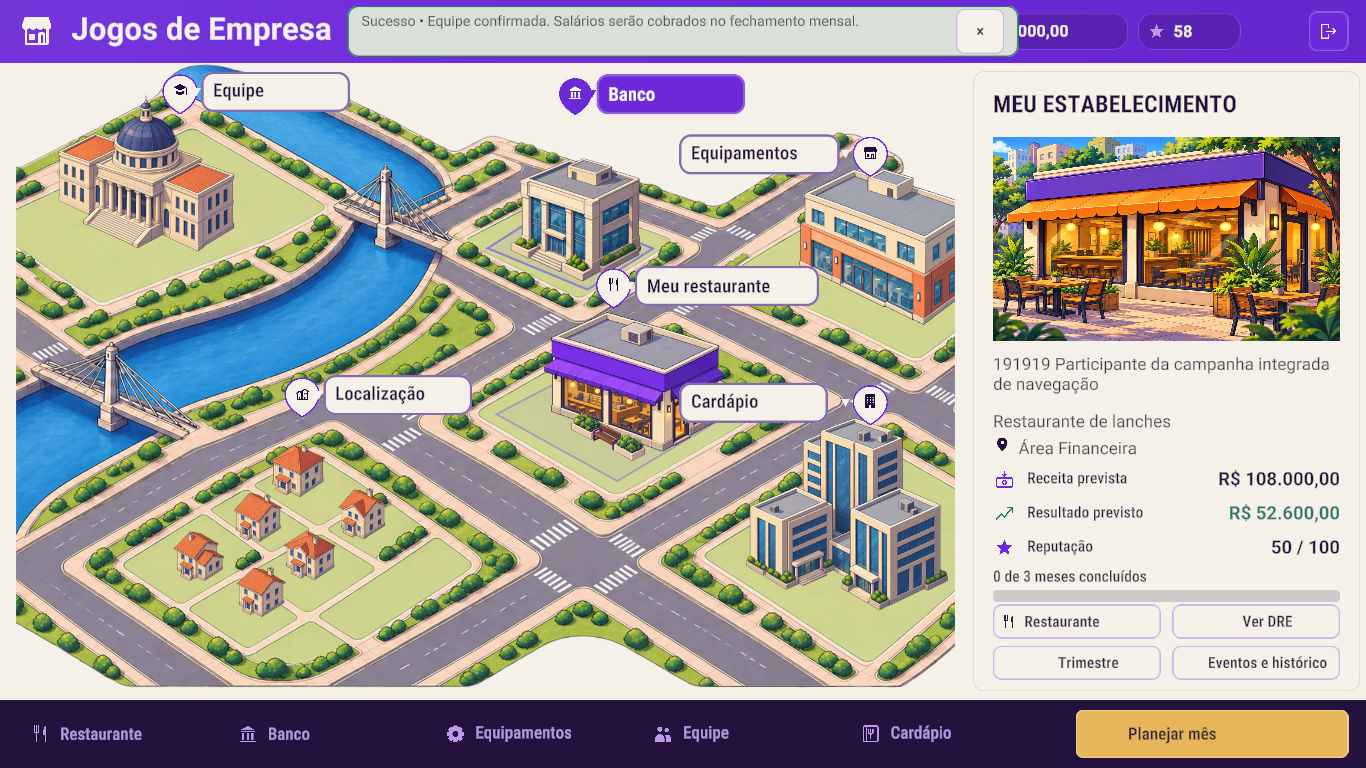 Jogos de Empresa
Sucesso • Equipe confirmada. Salários serão cobrados no fechamento mensal.
×
000,00
58
Equipe
Banco
Equipamentos
Meu restaurante
Localização
Cardápio
MEU ESTABELECIMENTO
191919 Participante da campanha integrada
de navegação
Restaurante de lanches
Área Financeira
Receita prevista R$ 108.000,00
Resultado previsto R$ 52.600,00
Reputação 50 / 100
0 de 3 meses concluídos
Restaurante
Ver DRE
Trimestre
Eventos e histórico
Restaurante
Banco
Equipamentos
Equipe
Cardápio
Planejar mês